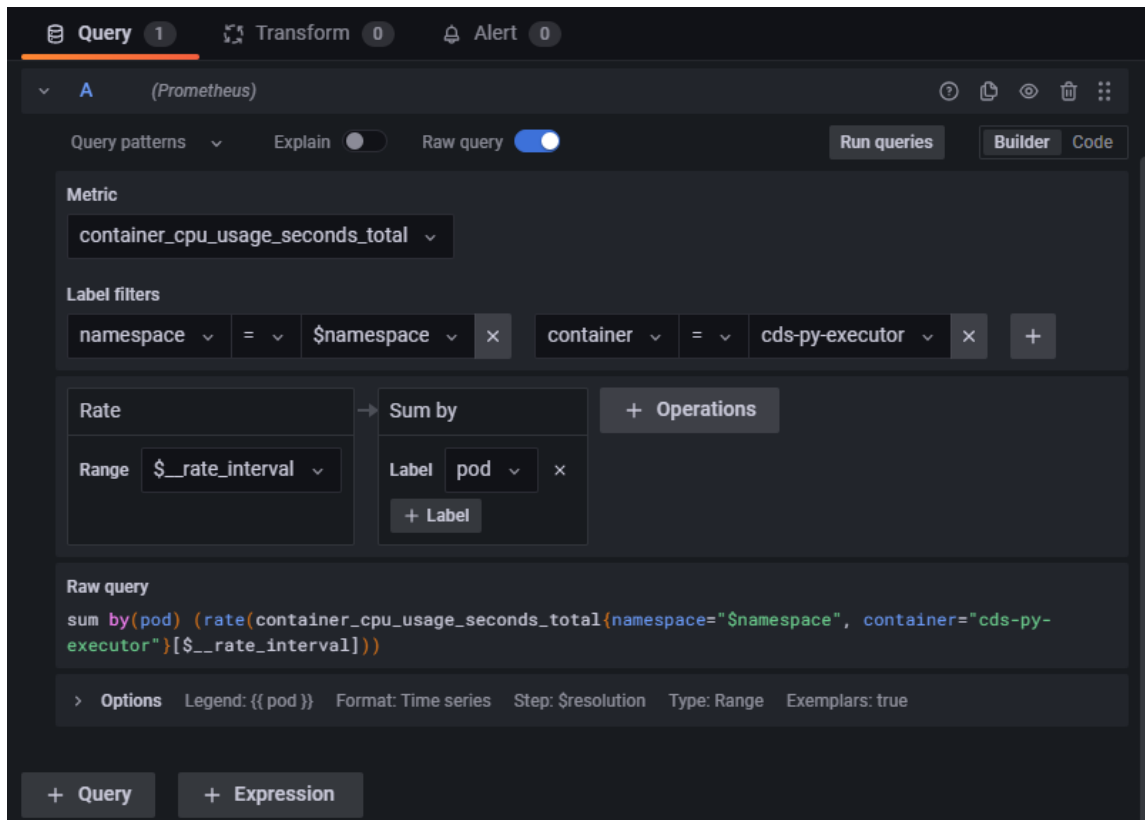 Query 1 Transform 0 Alert 0
A (Prometheus)
Query patterns Explain Raw query Run queries Builder Code
Metric
container_cpu_usage_seconds_total
Label filters
namespace = $namespace × container = cds-py-executor × +
Rate Sum by + Operations
Range $__rate_interval Label pod ×
+ Label
Raw query
sum by(pod) (rate(container_cpu_usage_seconds_total{namespace="$namespace", container="cds-py-
executor"}[$__rate_interval]))
> Options Legend: {{ pod }} Format: Time series Step: $resolution Type: Range Exemplars: true
+ Query + Expression